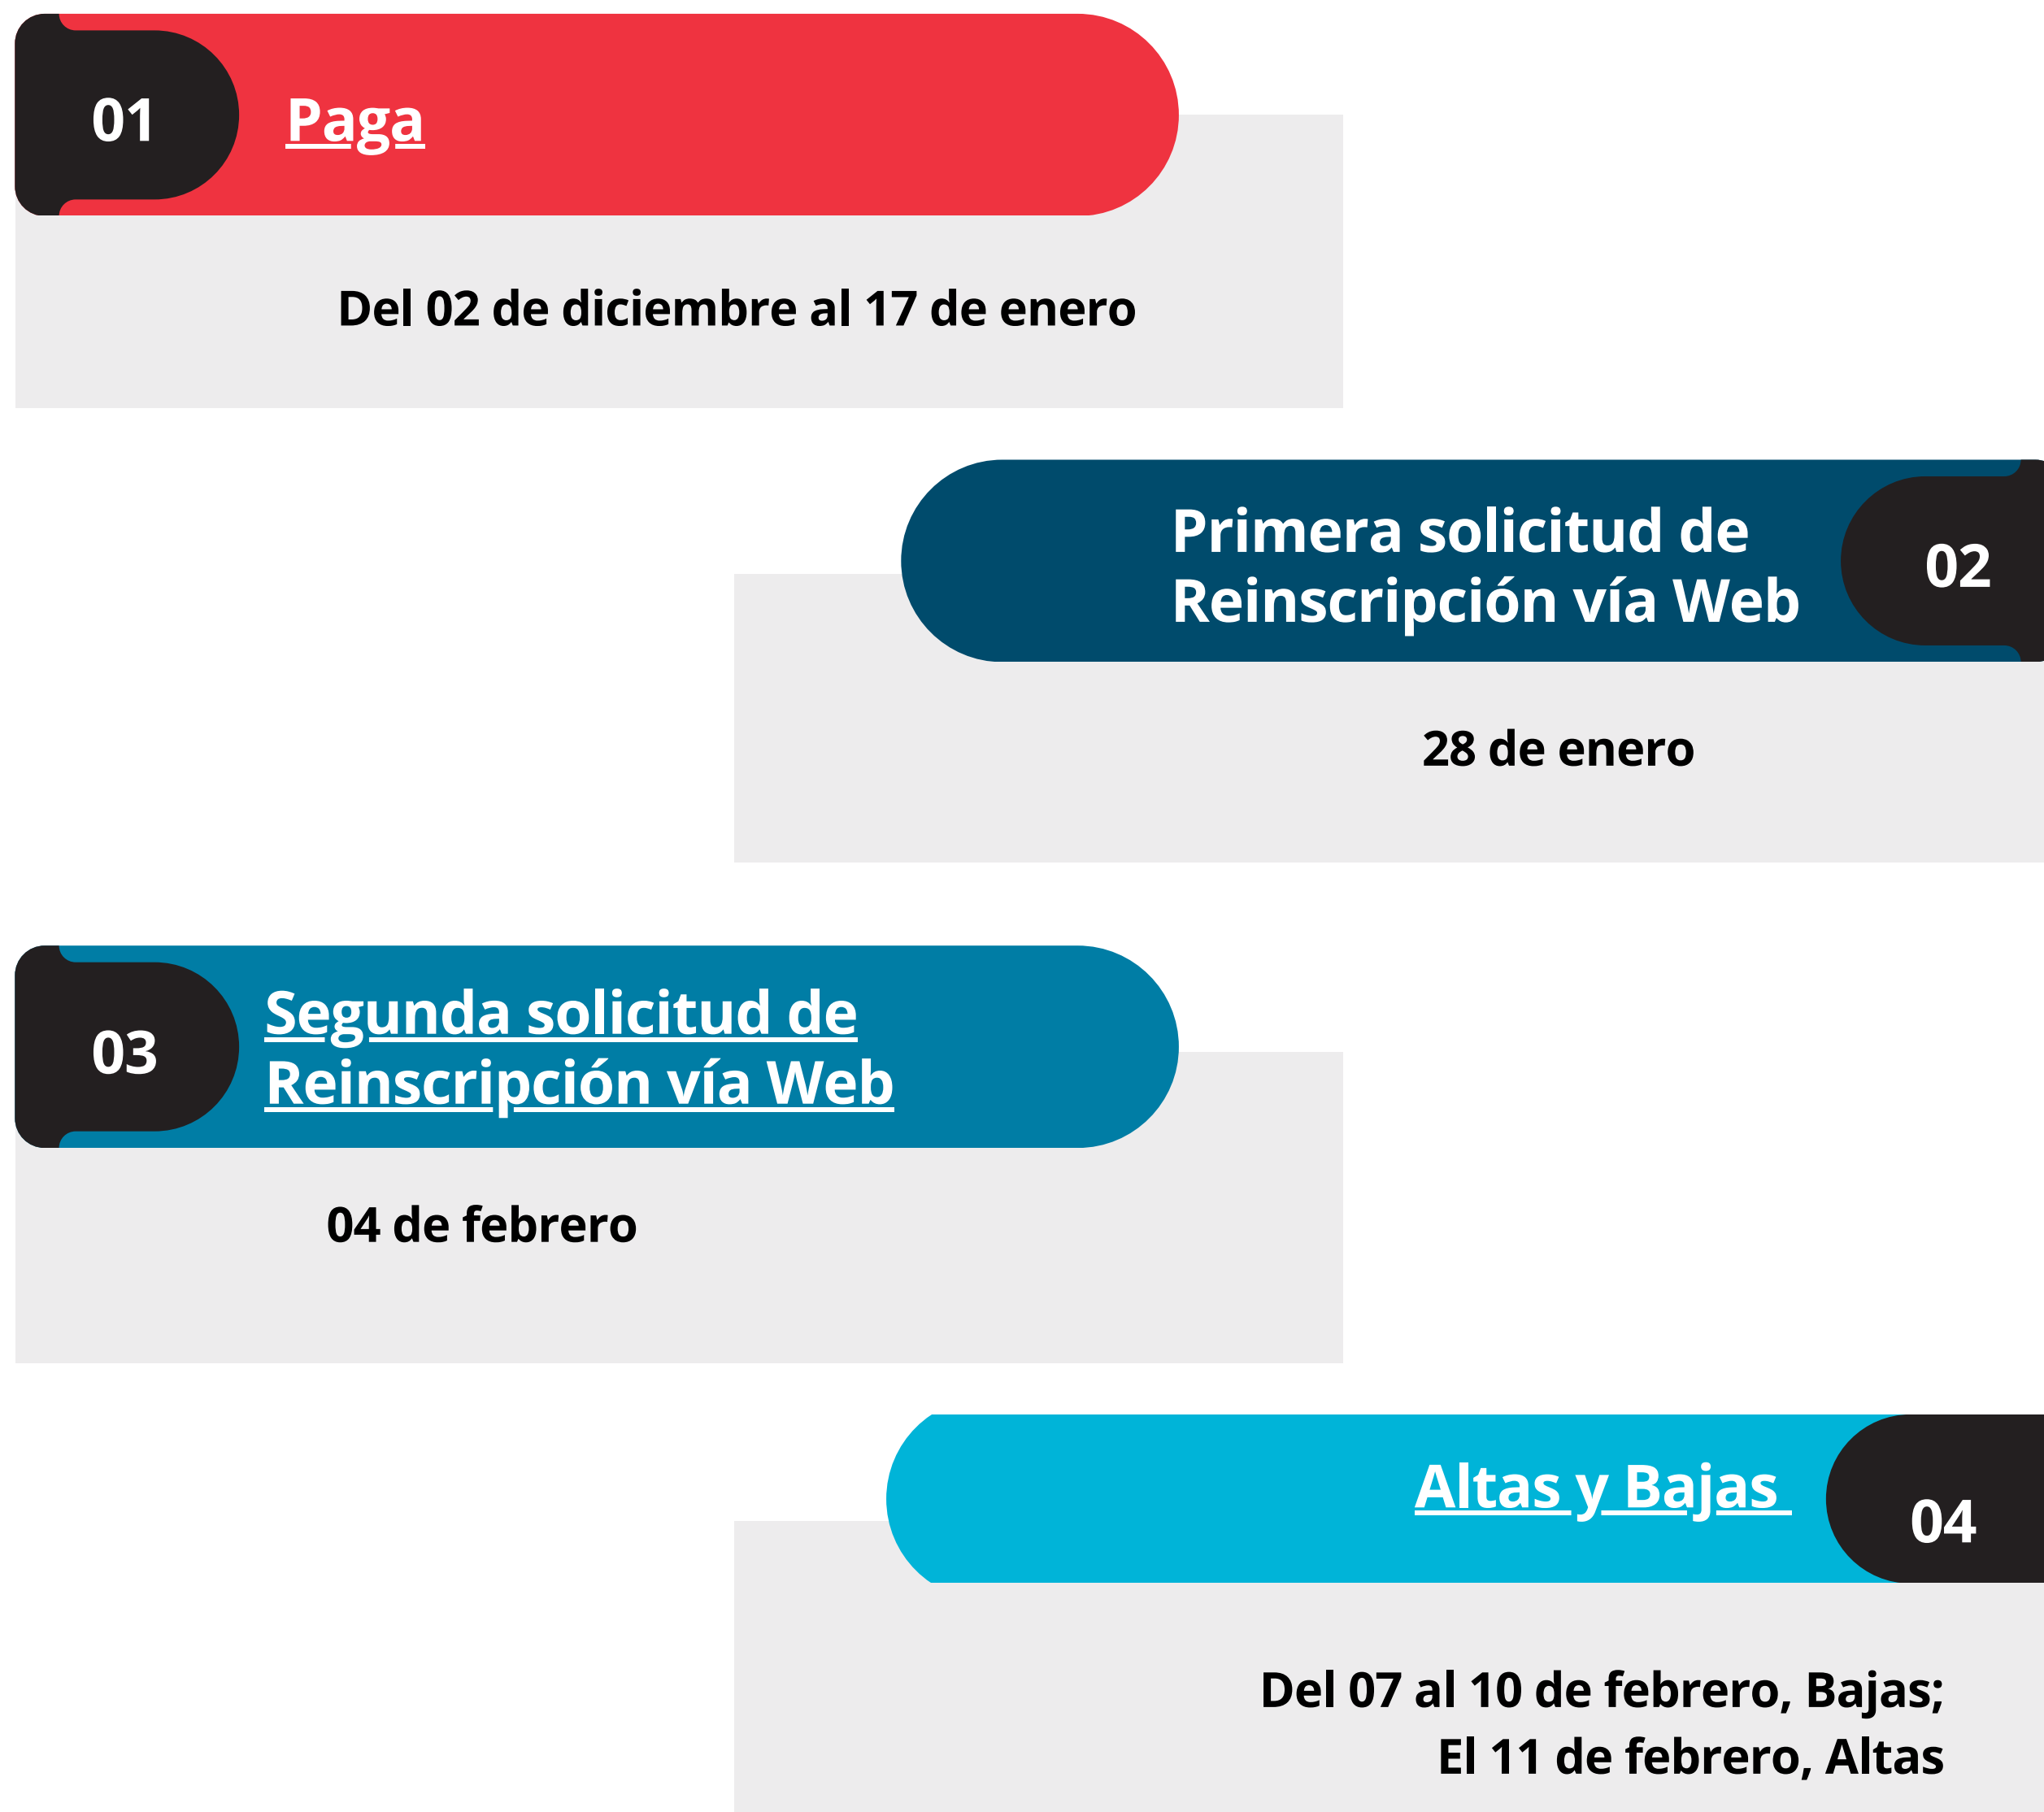 01
Paga
Del 02 de diciembre al 17 de enero
Primera solicitud de
Reinscripción vía Web
02
28 de enero
03
Segunda solicitud de
Reinscripción vía Web
04 de febrero
Altas y Bajas
04
Del 07 al 10 de febrero, Bajas;
El 11 de febrero, Altas